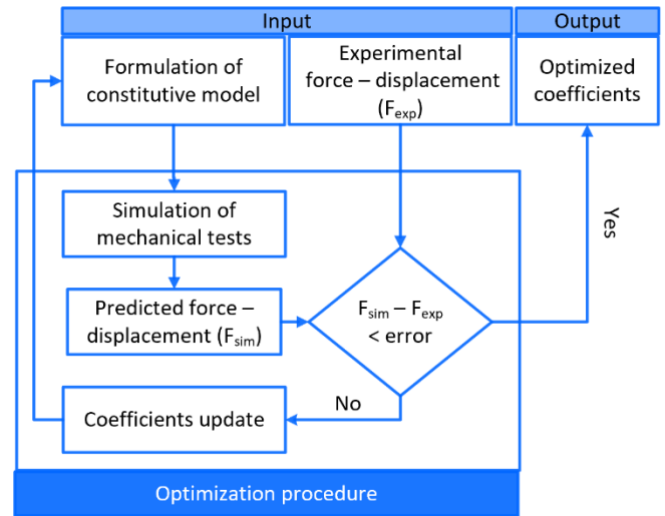 Input
Output
Formulation of
constitutive model
Experimental
force – displacement
(Fexp)
Optimized
coefficients
Simulation of
mechanical tests
Predicted force –
displacement (Fsim)
Fsim – Fexp
< error
Yes
No
Coefficients update
Optimization procedure